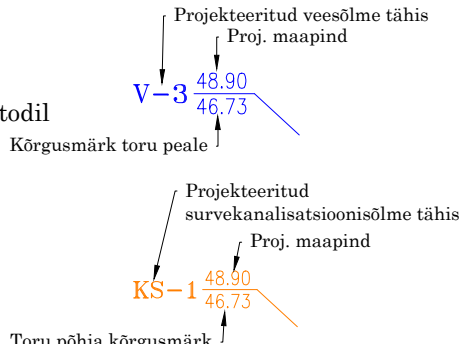 Projekteeritud veesõlme tähis
Proj. maapind
V-3 48.90
46.73
todil
Kõrgusmärk toru peale
Projekteeritud
survekanalisatsioonisõlme tähis
Proj. maapind
KS-1 48.90
46.73
Toru põhja kõrgusmärk